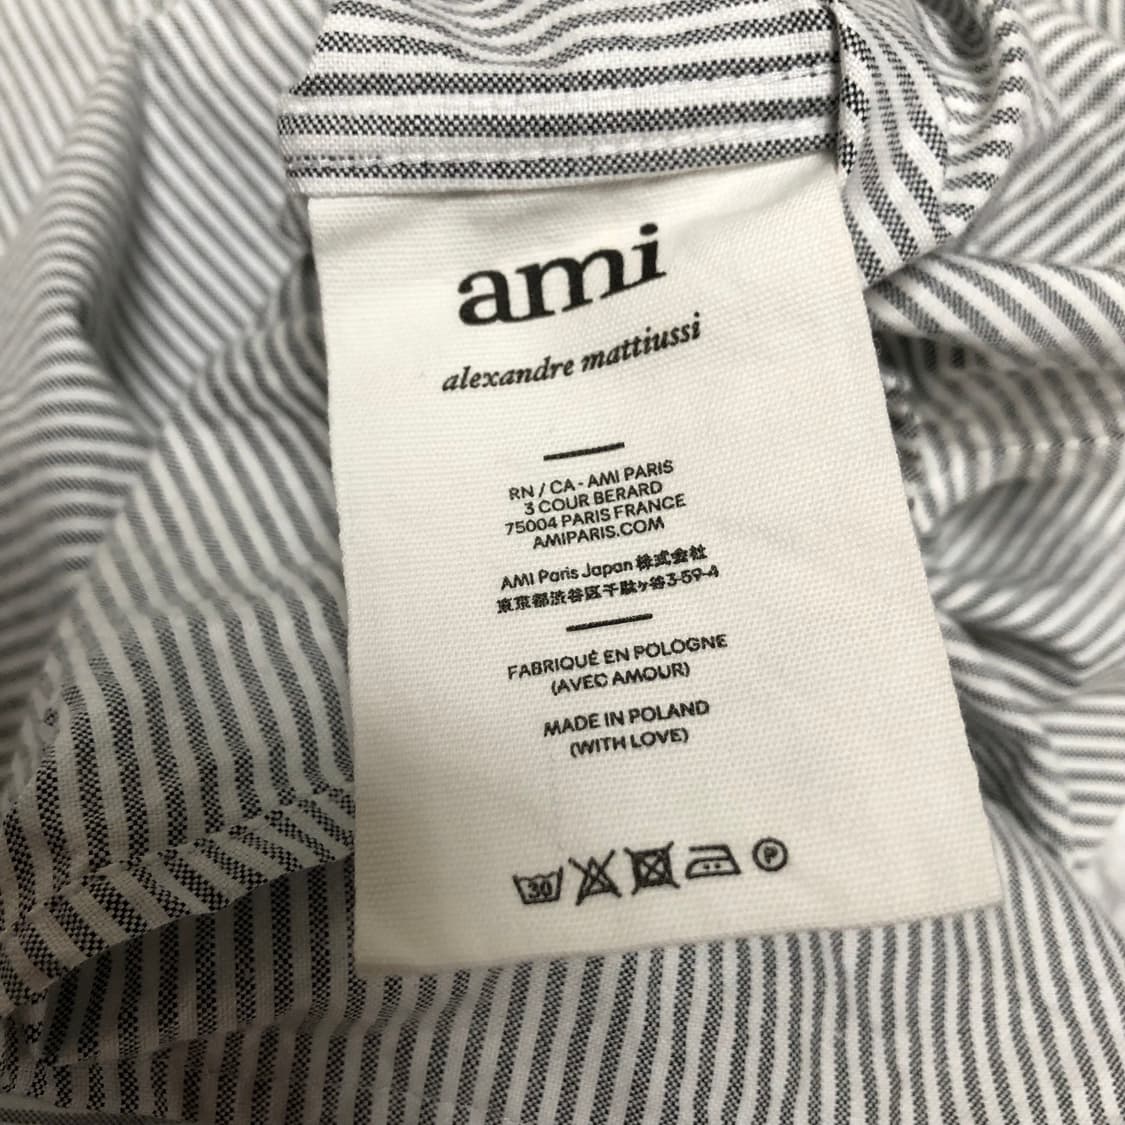 ami
alexandre mattiussi
RN / CA - AMI PARIS
3 COUR BERARD
75004 PARIS FRANCE
AMIPARIS.COM
AMI Paris Japan 株式会社
東京都渋谷区千駄ヶ谷3-59-4
FABRIQUÉ EN POLOGNE
(AVEC AMOUR)
MADE IN POLAND
(WITH LOVE)
30 P